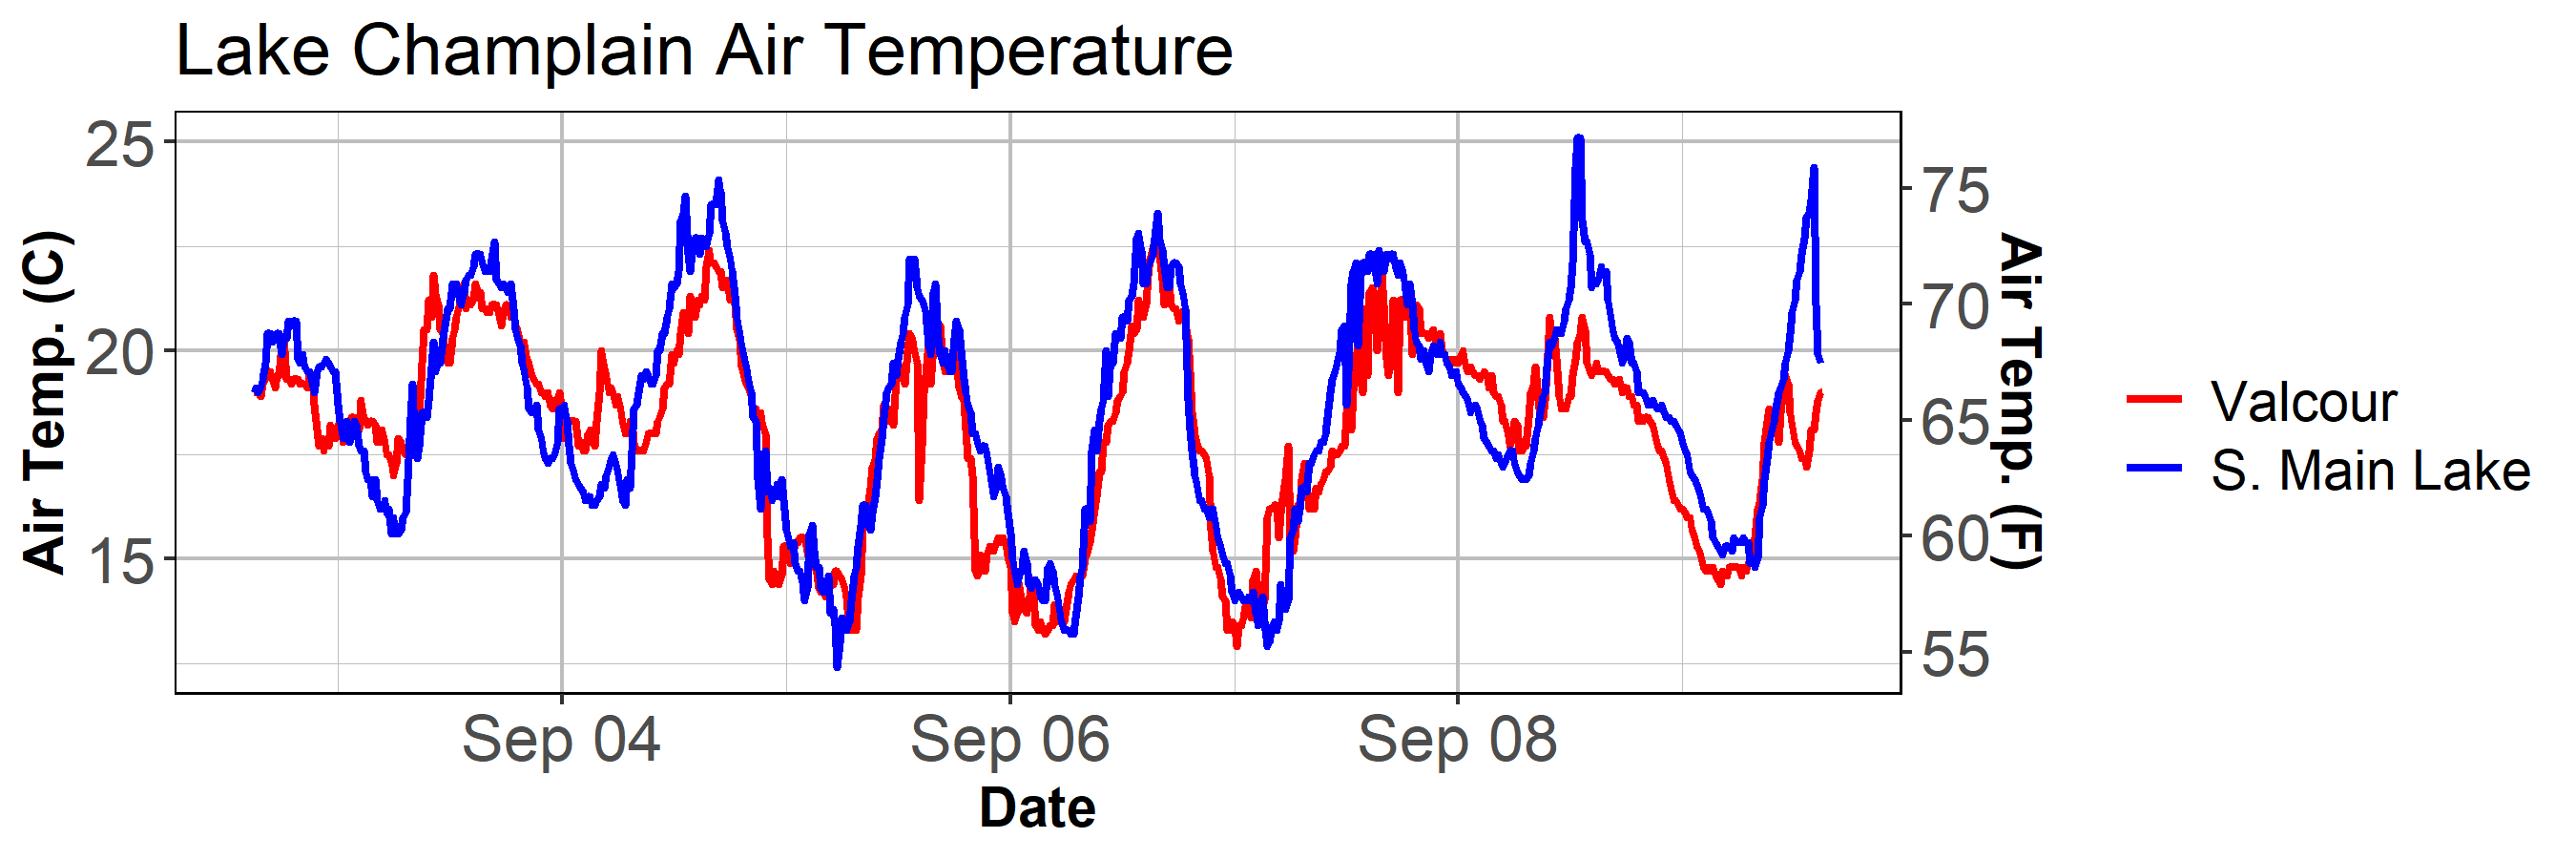 Lake Champlain Air Temperature
Air Temp. (C)
25
20
15
75
70
65
60
55
Air Temp. (F)
Sep 04
Sep 06
Sep 08
Date
Valcour
S. Main Lake